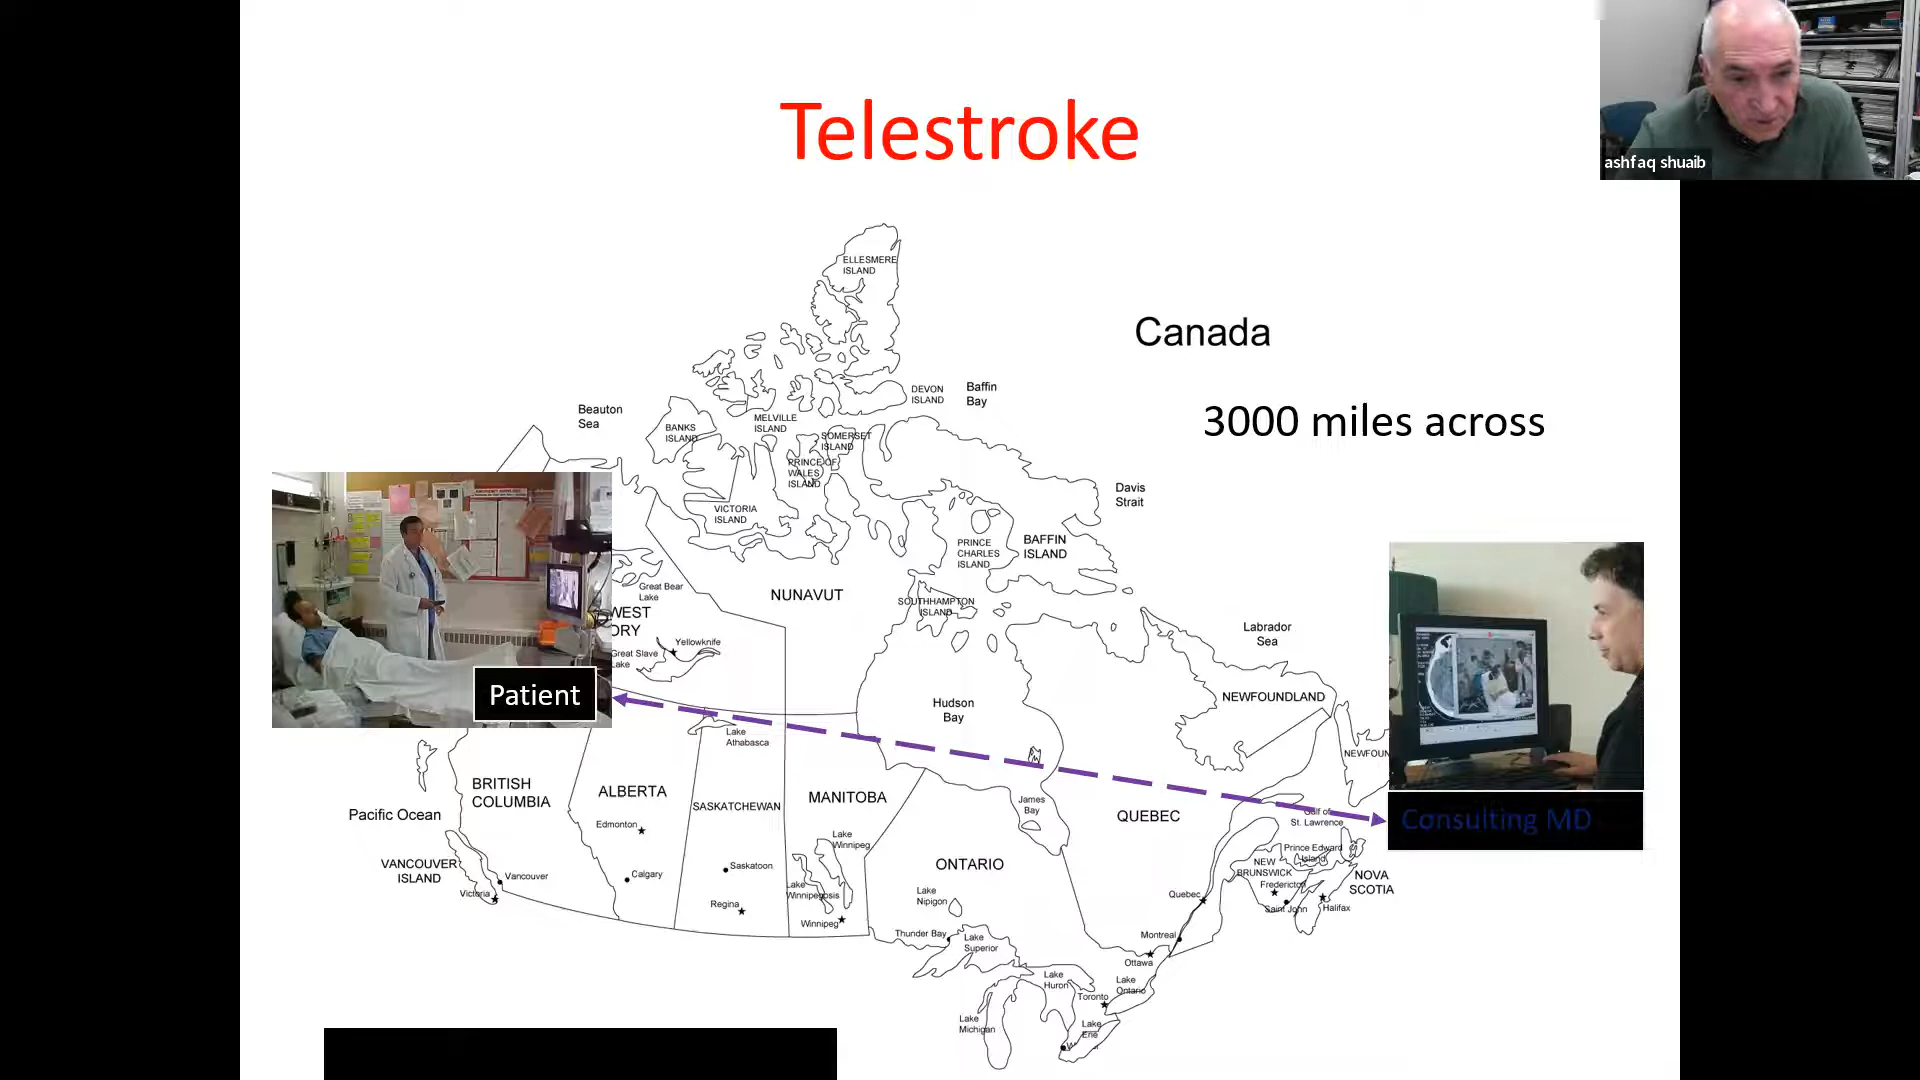 Telestroke
ashfaq shuaib
ELLESMERE
ISLAND
Canada
DEVON
ISLAND
Baffin
Bay
3000 miles across
Beauton
Sea
BANKS
ISLAND
MELVILLE
ISLAND
SOMERSET
ISLAND
PRINCE OF
WALES
ISLAND
VICTORIA
ISLAND
Davis
Strait
PRINCE
CHARLES
ISLAND
BAFFIN
ISLAND
Great Bear
Lake
NUNAVUT
SOUTHHAMPTON
ISLAND
WEST
ORY
Yellowknife
Great Slave
Lake
Labrador
Sea
Patient
NEWFOUNDLAND
Hudson
Bay
Lake
Athabasca
NEWFOUN
BRITISH
COLUMBIA
ALBERTA
SASKATCHEWAN
MANITOBA
James
Bay
QUEBEC
Gulf of
St. Lawrence
Consulting MD
Pacific Ocean
Edmonton
Lake
Winnipeg
VANCOUVER
ISLAND
Vancouver
Victoria
Calgary
Saskatoon
Regina
Lake
Winnipegosis
Winnipeg
ONTARIO
Lake
Nipigon
Thunder Bay
Lake
Superior
Prince Edward
Island
NEW
BRUNSWICK
Fredericton
Saint John
NOVA
SCOTIA
Halifax
Quebec
Montreal
Ottawa
Lake
Huron
Lake
Ontario
Toronto
Lake
Michigan
Lake
Erie